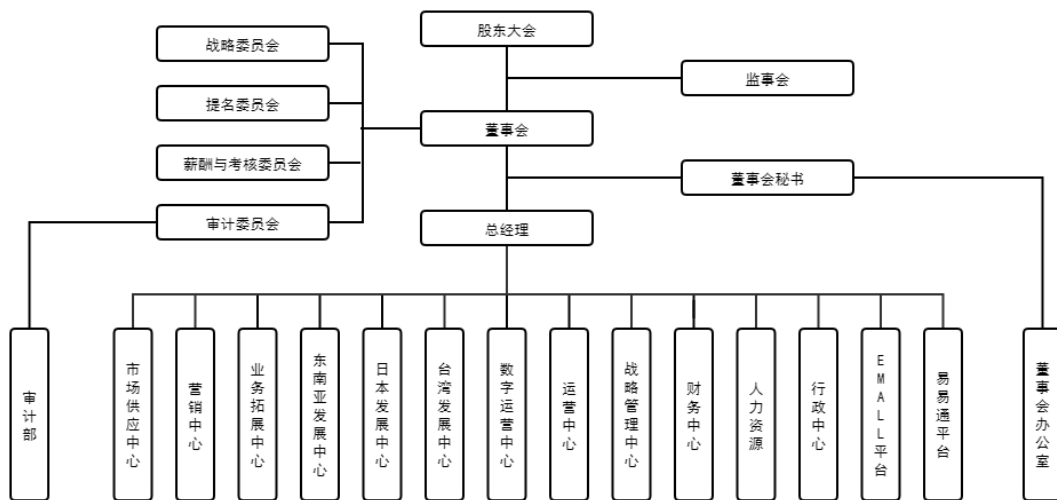 股东大会
战略委员会
监事会
提名委员会
董事会
薪酬与考核委员会
董事会秘书
审计委员会
总经理
审计部
市场供应中心
营销中心
业务拓展中心
东南亚发展中心
日本发展中心
台湾发展中心
数字运营中心
运营中心
战略管理中心
财务中心
人力资源
行政中心
EMALL平台
易易通平台
董事会办公室